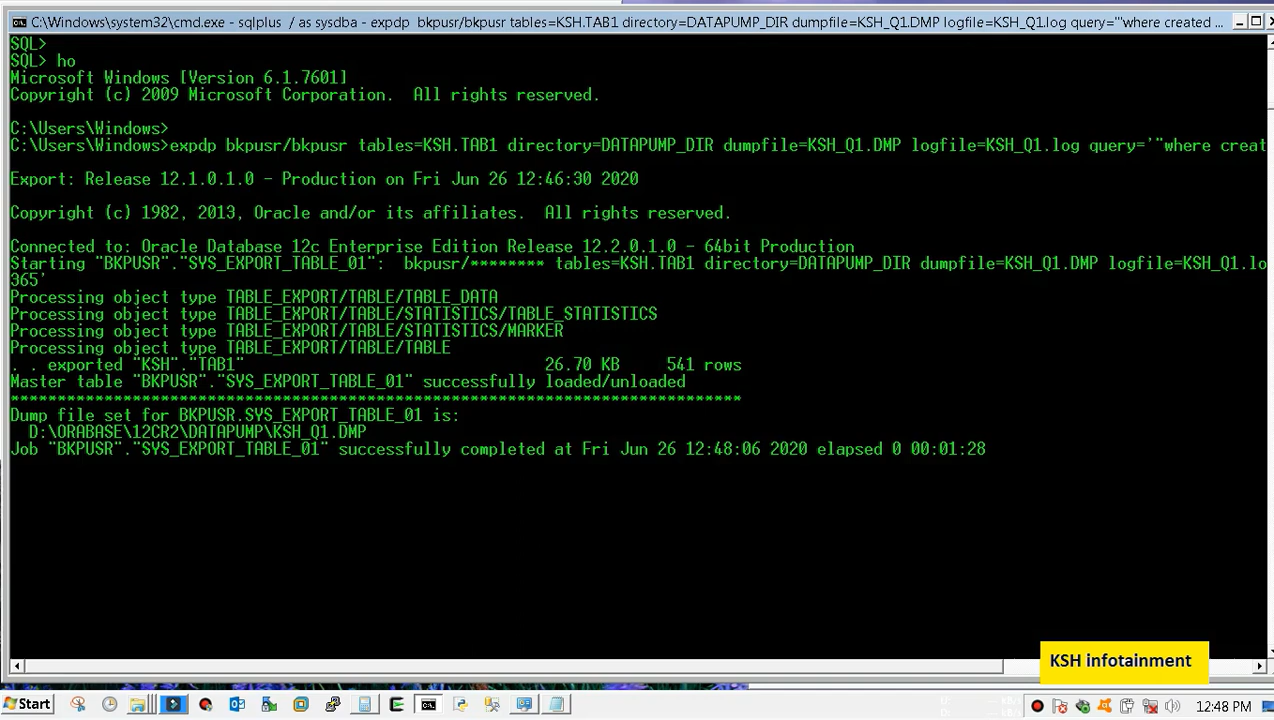 C:\Windows\system32\cmd.exe - sqlplus / as sysdba - expdp bkpusr/bkpusr tables=KSH.TAB1 directory=DATAPUMP_DIR dumpfile=KSH_Q1.DMP logfile=KSH_Q1.log query='"where created ...
SQL>
SQL> ho
Microsoft Windows [Version 6.1.7601]
Copyright (c) 2009 Microsoft Corporation.  All rights reserved.
C:\Users\Windows>
C:\Users\Windows>expdp bkpusr/bkpusr tables=KSH.TAB1 directory=DATAPUMP_DIR dumpfile=KSH_Q1.DMP logfile=KSH_Q1.log query='"where creat
Export: Release 12.1.0.1.0 - Production on Fri Jun 26 12:46:30 2020
Copyright (c) 1982, 2013, Oracle and/or its affiliates.  All rights reserved.
Connected to: Oracle Database 12c Enterprise Edition Release 12.2.0.1.0 - 64bit Production
Starting "BKPUSR"."SYS_EXPORT_TABLE_01":  bkpusr/******** tables=KSH.TAB1 directory=DATAPUMP_DIR dumpfile=KSH_Q1.DMP logfile=KSH_Q1.lo
365'
Processing object type TABLE_EXPORT/TABLE/TABLE_DATA
Processing object type TABLE_EXPORT/TABLE/STATISTICS/TABLE_STATISTICS
Processing object type TABLE_EXPORT/TABLE/STATISTICS/MARKER
Processing object type TABLE_EXPORT/TABLE/TABLE
. . exported "KSH"."TAB1"                                26.70 KB     541 rows
Master table "BKPUSR"."SYS_EXPORT_TABLE_01" successfully loaded/unloaded
******************************************************************************
Dump file set for BKPUSR.SYS_EXPORT_TABLE_01 is:
  D:\ORABASE\12CR2\DATAPUMP\KSH_Q1.DMP
Job "BKPUSR"."SYS_EXPORT_TABLE_01" successfully completed at Fri Jun 26 12:48:06 2020 elapsed 0 00:01:28
KSH infotainment
Start
12:48 PM